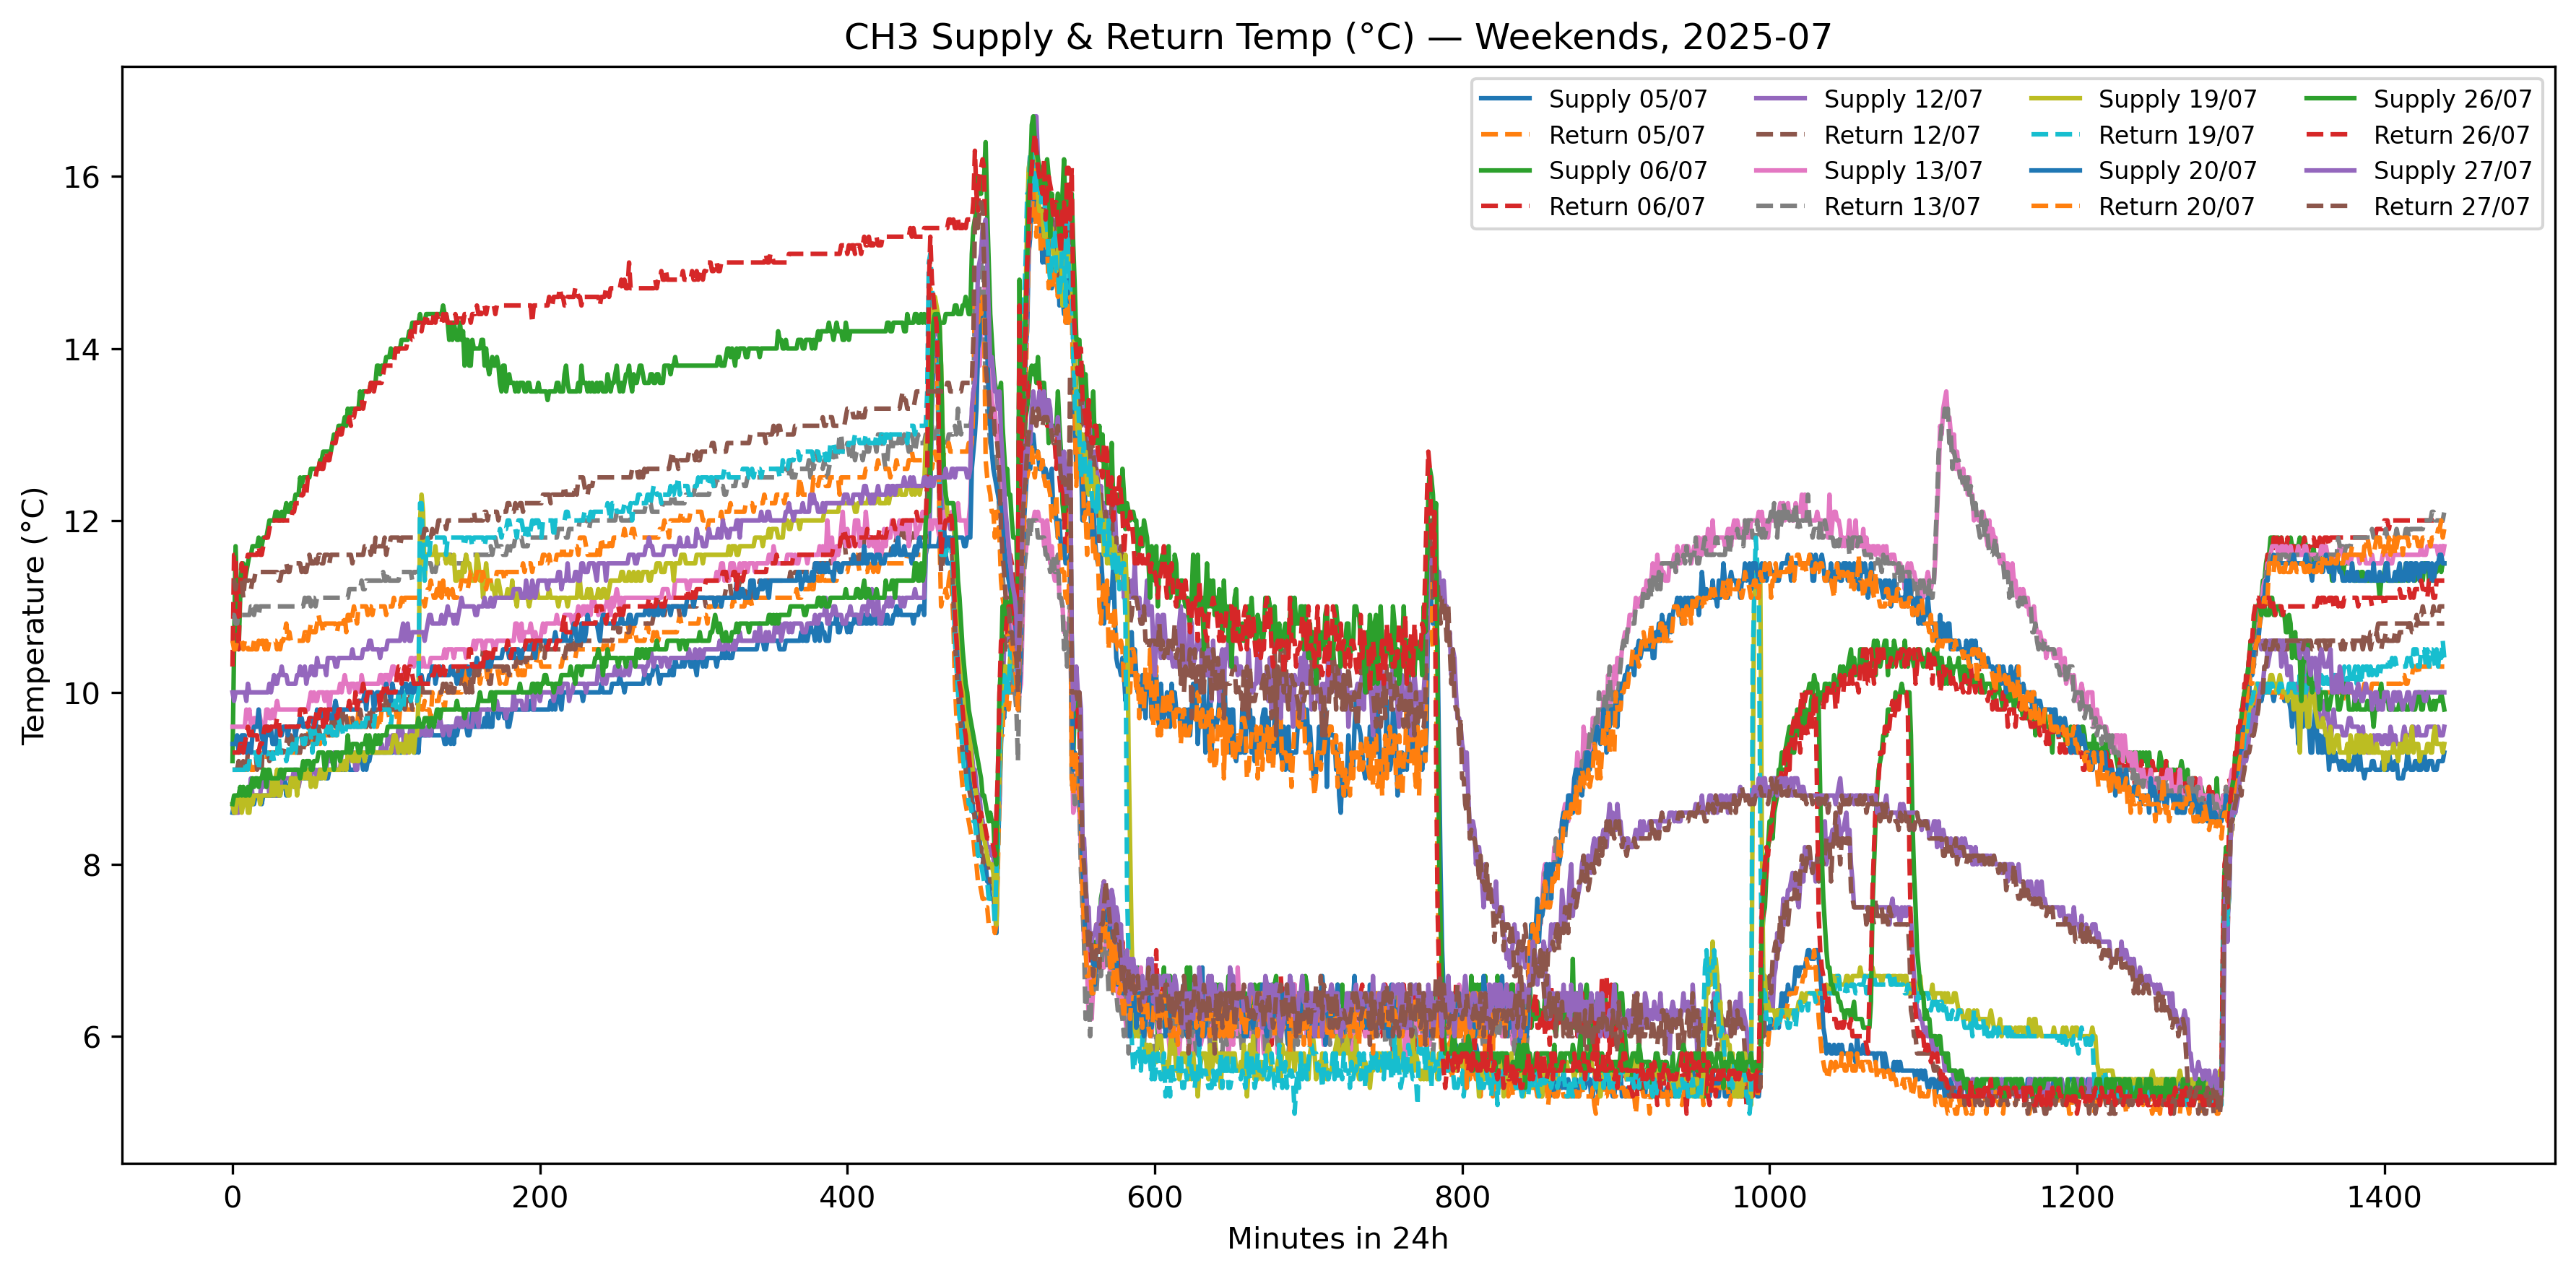 CH3 Supply & Return Temp (°C) — Weekends, 2025-07
Supply 05/07
Return 05/07
Supply 06/07
Return 06/07
Supply 12/07
Return 12/07
Supply 13/07
Return 13/07
Supply 19/07
Return 19/07
Supply 20/07
Return 20/07
Supply 26/07
Return 26/07
Supply 27/07
Return 27/07
Temperature (°C)
16
14
12
10
8
6
0 200 400 600 800 1000 1200 1400
Minutes in 24h